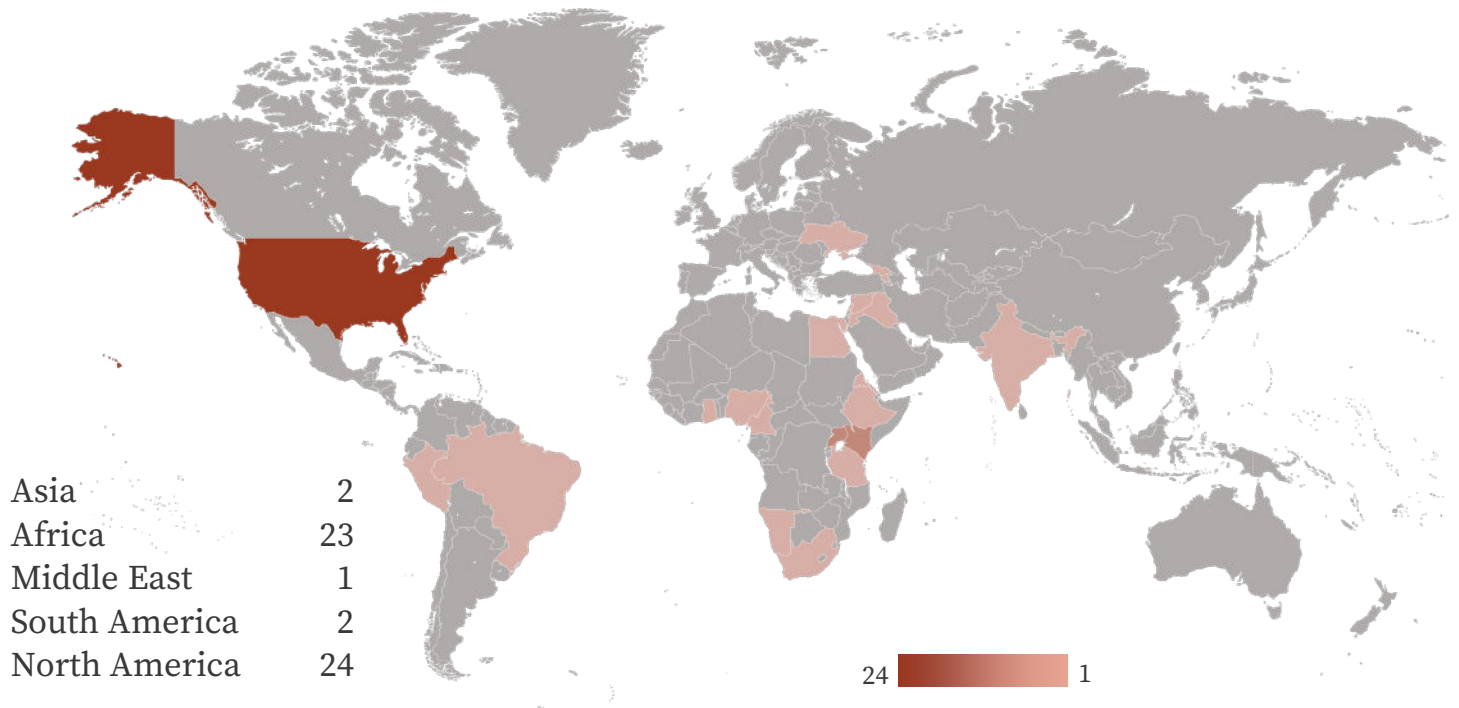 Asia 2
Africa 23
Middle East 1
South America 2
North America 24
24 1